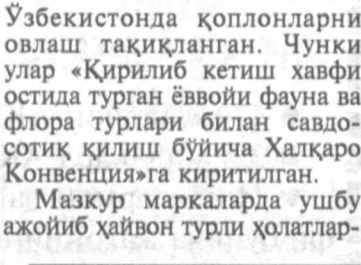 Ўзбекистонда қоплонларни
овлаш тақиқланган. Чунки
улар «Қирилиб кетиш хавфи
остида турган ёввойи фауна ва
флора турлари билан савдо-
сотиқ қилиш бўйича Халқаро
Конвенция»га киритилган.
Мазкур маркаларда ушбу
ажойиб ҳайвон турли ҳолатлар-